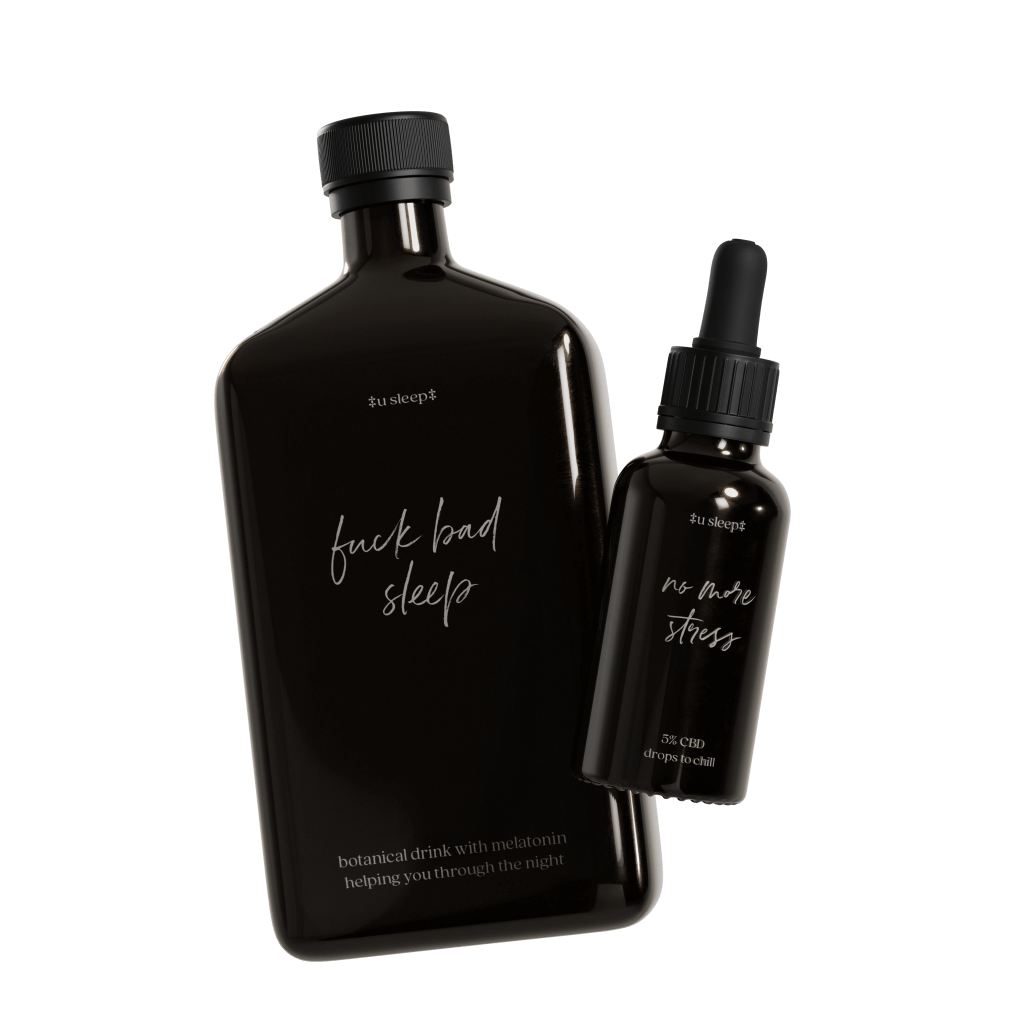 ‡u sleep‡
fuck bad
sleep
botanical drink with melatonin
helping you through the night
‡u sleep‡
no more
stress
5% CBD
drops to chill